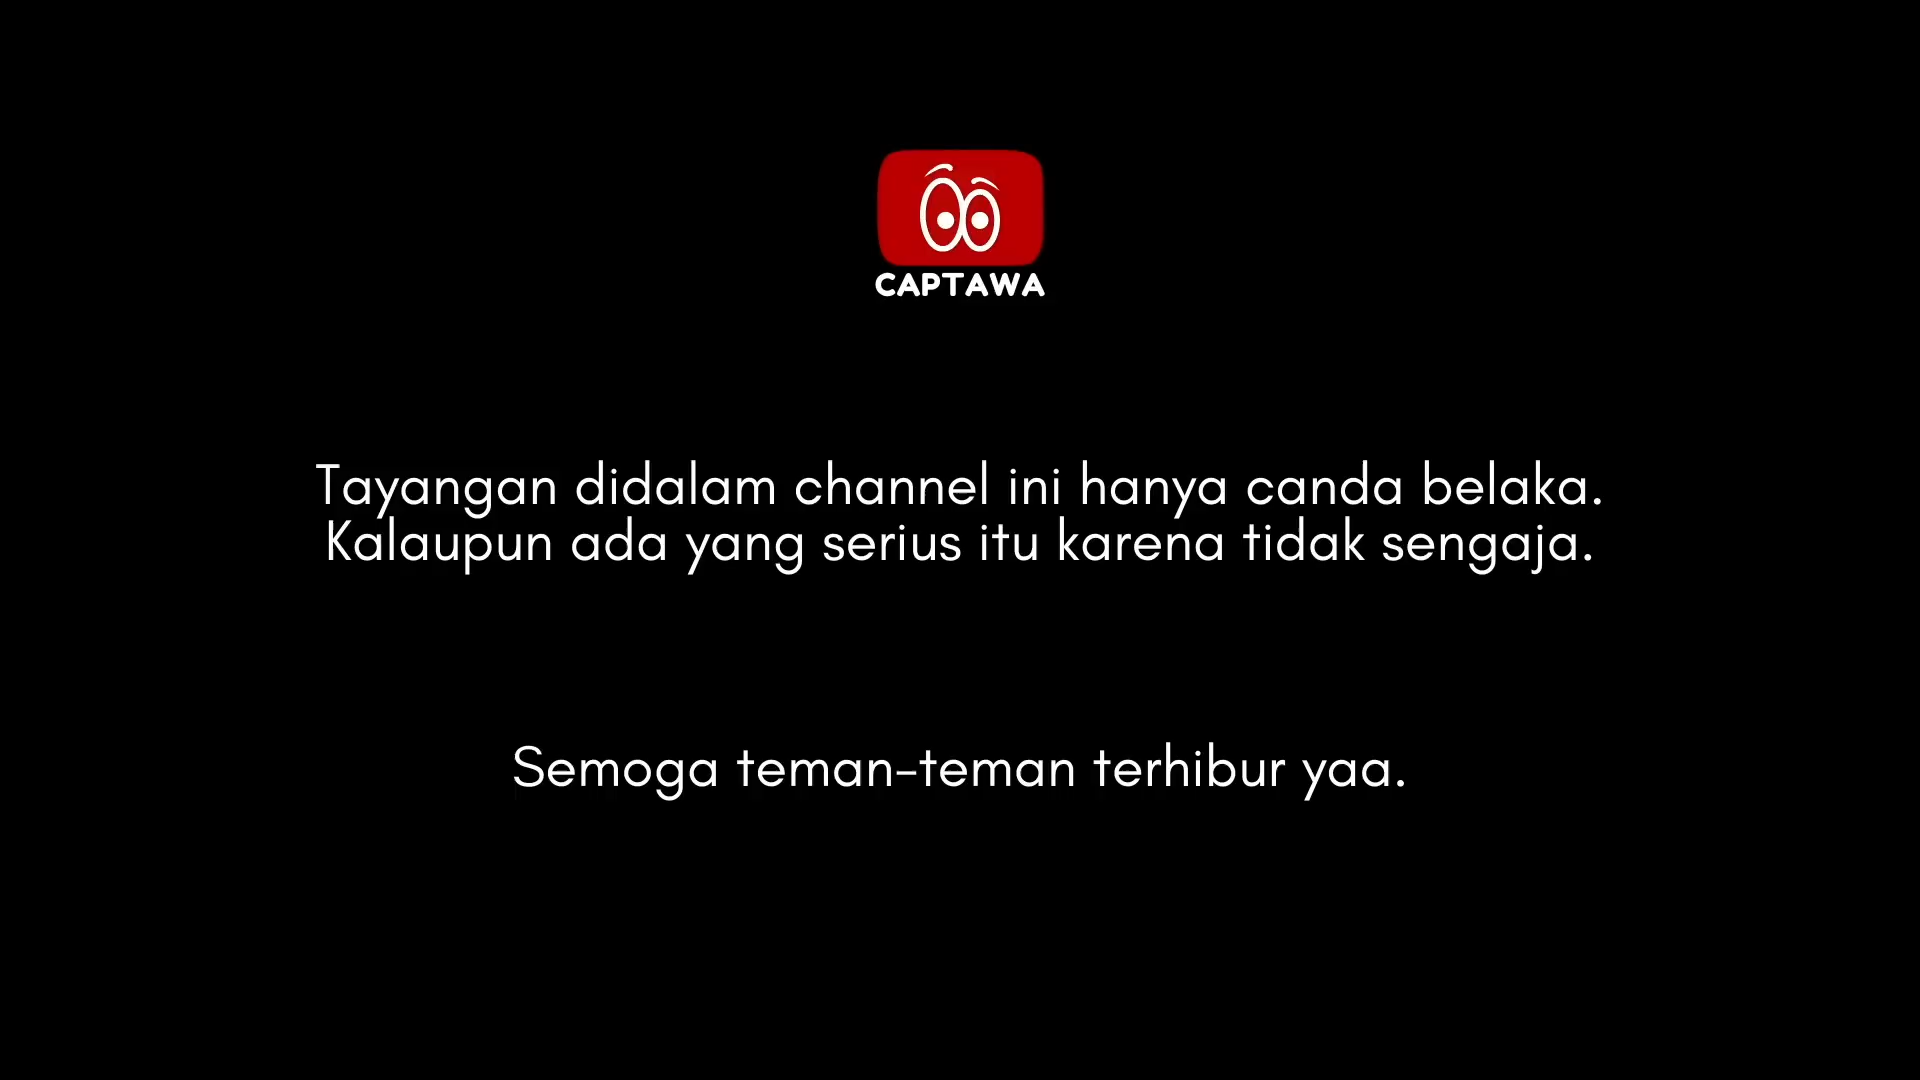 CAPTAWA
Tayangan didalam channel ini hanya canda belaka.
Kalaupun ada yang serius itu karena tidak sengaja.
Semoga teman-teman terhibur yaa.